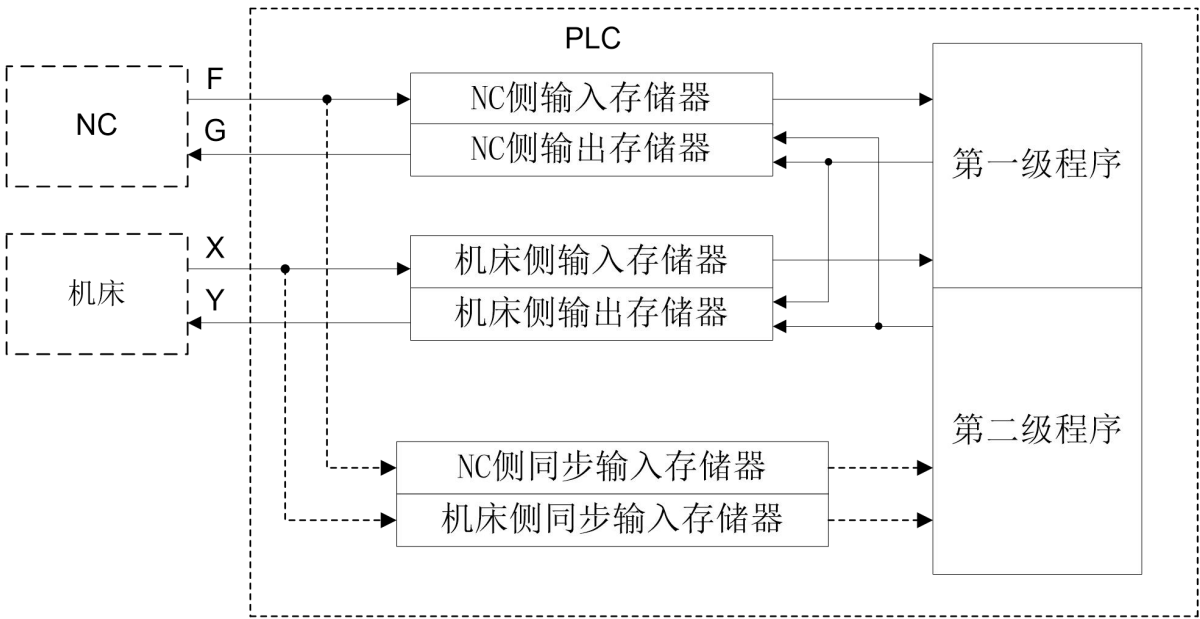 PLC
NC
F
G
NC侧输入存储器
NC侧输出存储器
第一级程序
机床
X
Y
机床侧输入存储器
机床侧输出存储器
第二级程序
NC侧同步输入存储器
机床侧同步输入存储器